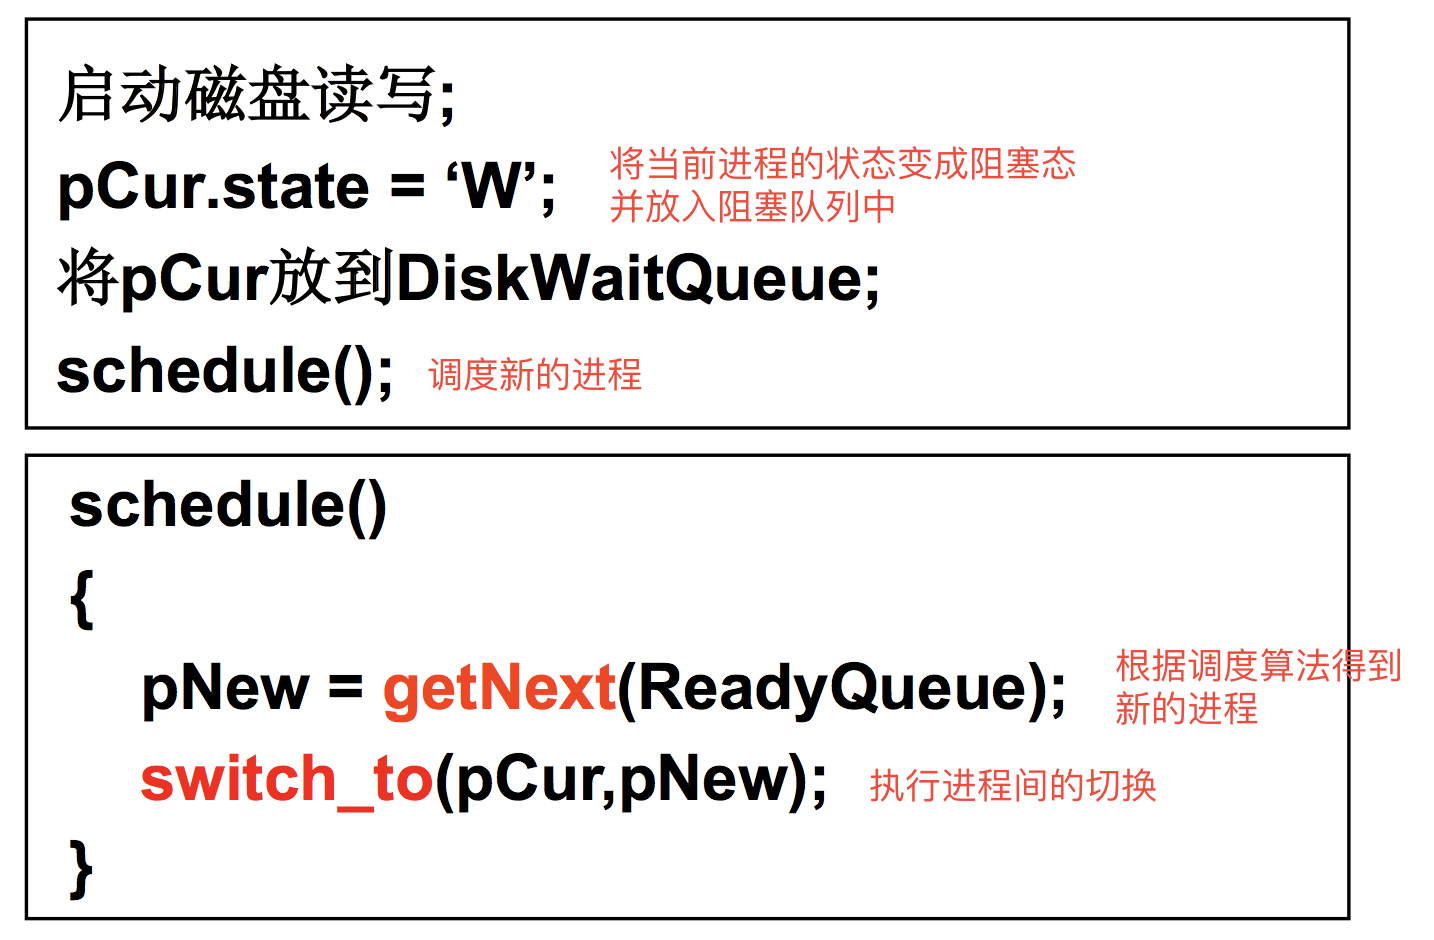 启动磁盘读写;
pCur.state = ‘W’;
将当前进程的状态变成阻塞态
并放入阻塞队列中
将pCur放到DiskWaitQueue;
schedule();
调度新的进程
schedule()
{
pNew = getNext(ReadyQueue);
根据调度算法得到
新的进程
switch_to(pCur,pNew);
执行进程间的切换
}